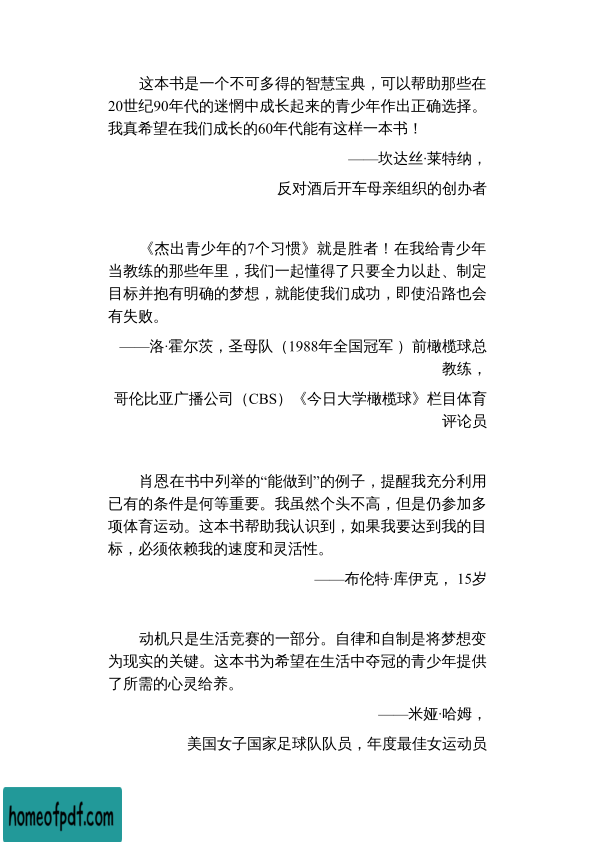 这本书是一个不可多得的智慧宝典，可以帮助那些在
20世纪90年代的迷惘中成长起来的青少年作出正确选择。
我真希望在我们成长的60年代能有这样一本书！
——坎达丝·莱特纳，
反对酒后开车母亲组织的创办者
《杰出青少年的7个习惯》就是胜者！在我给青少年
当教练的那些年里，我们一起懂得了只要全力以赴、制定
目标并抱有明确的梦想，就能使我们成功，即使沿路也会
有失败。
——洛·霍尔茨，圣母队（1988年全国冠军 ）前橄榄球总
教练，
哥伦比亚广播公司（CBS）《今日大学橄榄球》栏目体育
评论员
肖恩在书中列举的“能做到”的例子，提醒我充分利用
已有的条件是何等重要。我虽然个头不高，但是仍参加多
项体育运动。这本书帮助我认识到，如果我要达到我的目
标，必须依赖我的速度和灵活性。
——布伦特·库伊克， 15岁
动机只是生活竞赛的一部分。自律和自制是将梦想变
为现实的关键。这本书为希望在生活中夺冠的青少年提供
了所需的心灵给养。
——米娅·哈姆，
美国女子国家足球队队员，年度最佳女运动员
homeofpdf.com